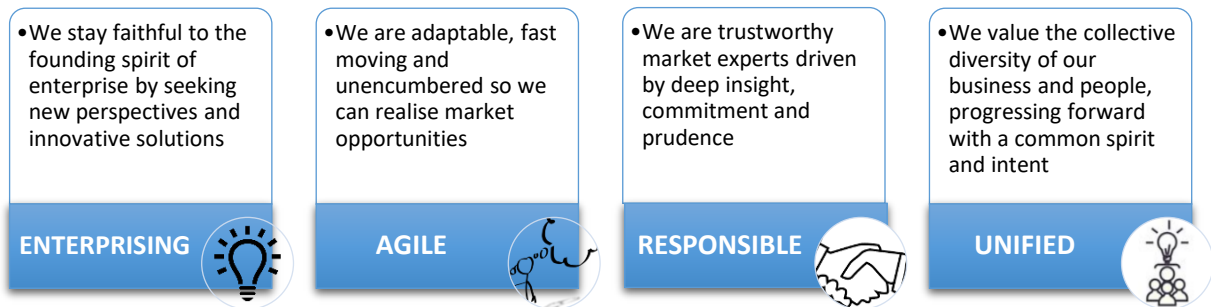 •We stay faithful to the
founding spirit of
enterprise by seeking
new perspectives and
innovative solutions
ENTERPRISING
•We are adaptable, fast
moving and
unencumbered so we
can realise market
opportunities
AGILE
•We are trustworthy
market experts driven
by deep insight,
commitment and
prudence
RESPONSIBLE
•We value the collective
diversity of our
business and people,
progressing forward
with a common spirit
and intent
UNIFIED